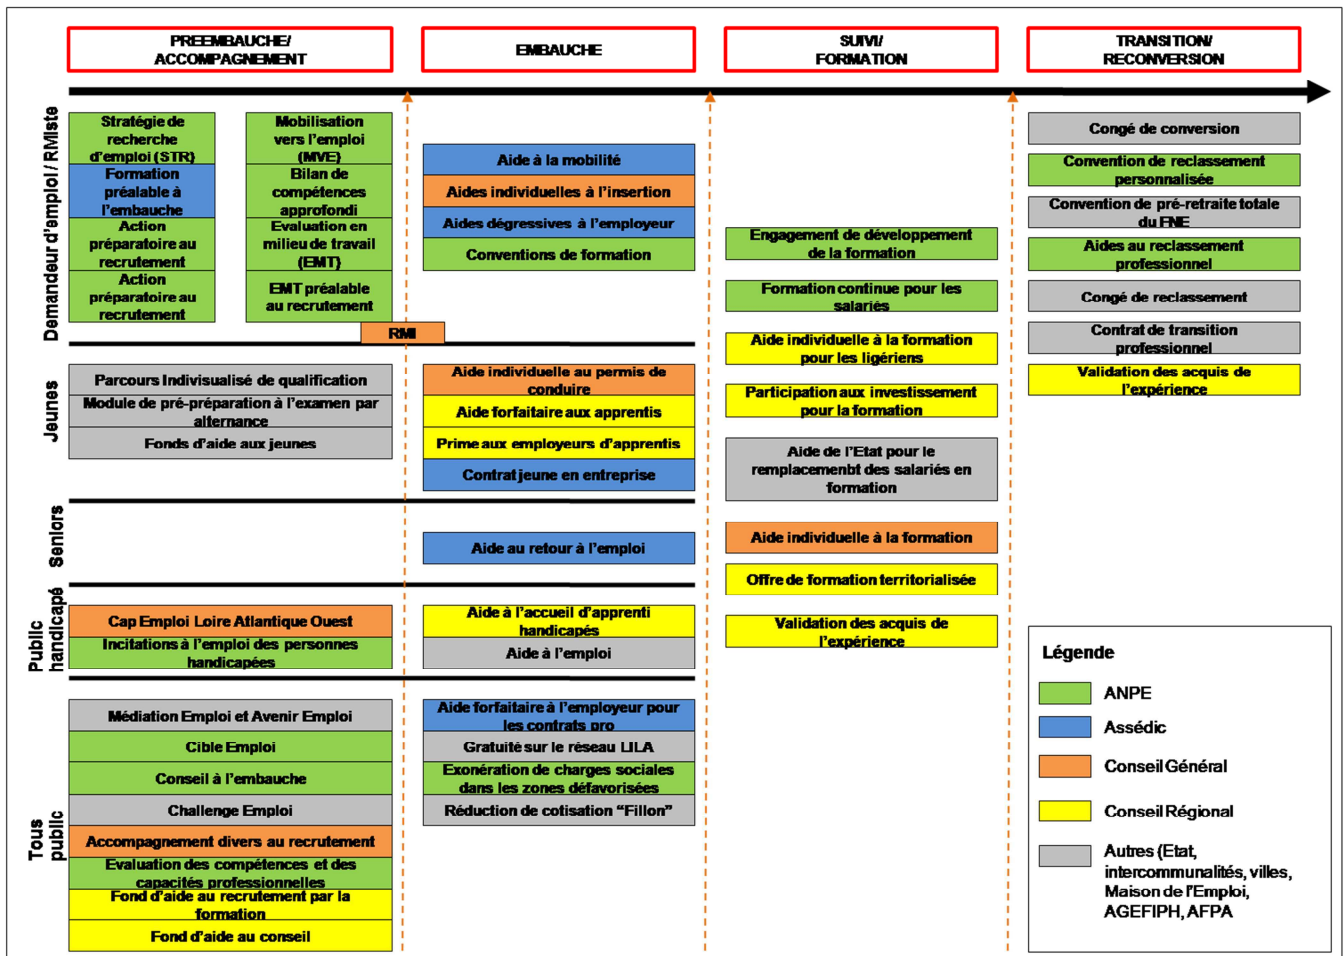 PREEMBAUCHE/
ACCOMPAGNEMENT
EMBAUCHE
SUIVI/
FORMATION
TRANSITION/
RECONVERSION
Demandeur d'emploi / RMIste
Stratégie de
recherche
d'emploi (STR)
Formation
préalable à
l'embauche
Action
préparatoire au
recrutement
Action
préparatoire au
recrutement
Mobilisation
vers l'emploi
(MVE)
Bilan de
compétences
approfondi
Evaluation en
milieu de travail
(EMT)
EMT préalable
au recrutement
RMI
Aide à la mobilité
Aides individuelles à l'insertion
Aides dégressives à l'employeur
Conventions de formation
Jeunes
Parcours Indivisualisé de qualification
Module de pré-préparation à l'examen par
alternance
Fonds d'aide aux jeunes
Aide individuelle au permis de
conduire
Aide forfaitaire aux apprentis
Prime aux employeurs d'apprentis
Contrat jeune en entreprise
Seniors
Aide au retour à l'emploi
Public
handicapé
Cap Emploi Loire Atlantique Ouest
Incitations à l'emploi des personnes
handicapées
Aide à l'accueil d'apprenti
handicapés
Aide à l'emploi
Tous
public
Médiation Emploi et Avenir Emploi
Cible Emploi
Conseil à l'embauche
Challenge Emploi
Accompagnement divers au recrutement
Evaluation des compétences et des
capacités professionnelles
Fond d'aide au recrutement par la
formation
Fond d'aide au conseil
Aide forfaitaire à l'employeur pour
les contrats pro
Gratuité sur le réseau LILA
Exonération de charges sociales
dans les zones défavorisées
Réduction de cotisation "Fillon"
Engagement de développement
de la formation
Formation continue pour les
salariés
Aide individuelle à la formation
pour les ligériens
Participation aux investissement
pour la formation
Aide de l'Etat pour le
remplacemenbt des salariés en
formation
Aide individuelle à la formation
Offre de formation territorialisée
Validation des acquis de
l'expérience
Congé de conversion
Convention de reclassement
personnalisée
Convention de pré-retraite totale
du FNE
Aides au reclassement
professionnel
Congé de reclassement
Contrat de transition
professionnel
Validation des acquis de
l'expérience
Légende
ANPE
Assédic
Conseil Général
Conseil Régional
Autres (Etat,
intercommunalités, villes,
Maison de l'Emploi,
AGEFIPH, AFPA